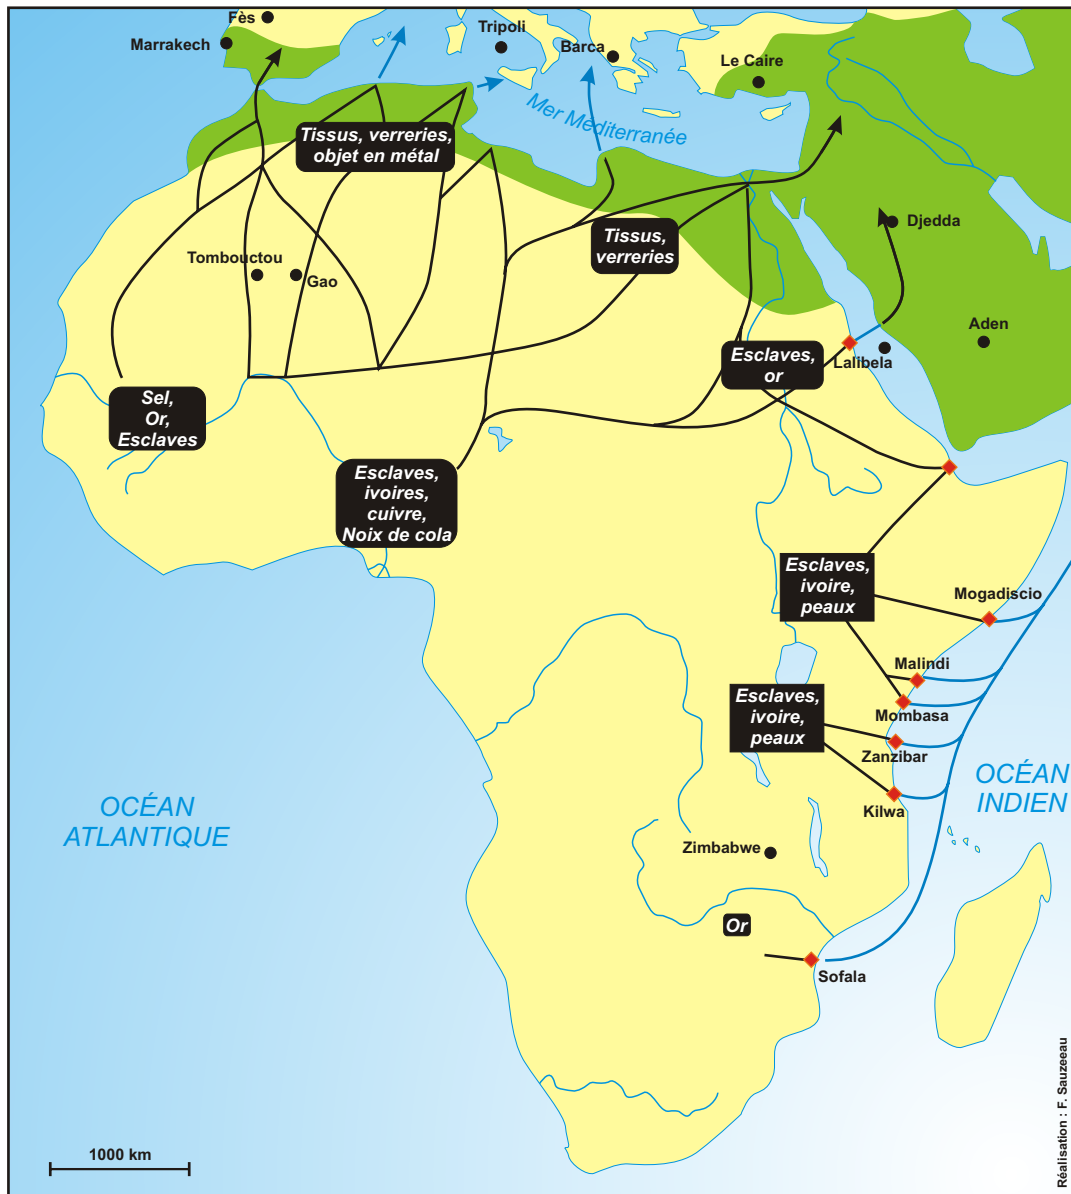 Fès
Marrakech
Tripoli
Barca
Le Caire
Mer Méditerranée
Tissus, verreries,
objet en métal
Tissus,
verreries
Djedda
Tombouctou
Gao
Aden
Esclaves,
or
Lalibela
Sel,
Or,
Esclaves
Esclaves,
ivoires,
cuivre,
Noix de cola
Esclaves,
ivoire,
peaux
Mogadiscio
Malindi
Mombasa
Esclaves,
ivoire,
peaux
Zanzibar
Kilwa
OCÉAN
INDIEN
OCÉAN
ATLANTIQUE
Zimbabwe
Or
Sofala
1000 km
Réalisation : F. Sauzeeau